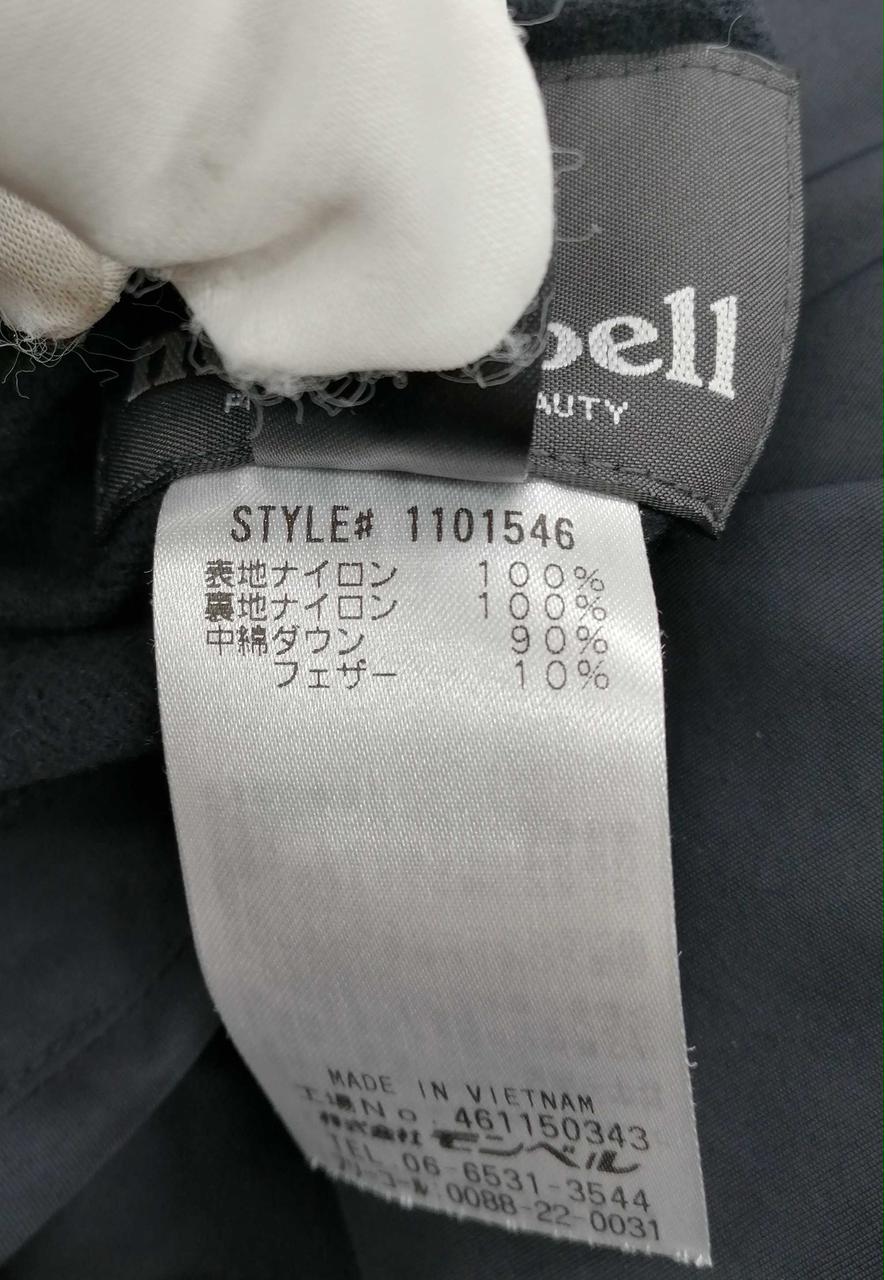 bell
AUTY
STYLE# 1101546
表地ナイロン 100%
裏地ナイロン 100%
中綿ダウン 90%
フェザー 10%
MADE IN VIETNAM
工場No 461150343
株式会社 モンベル
TEL 06-6531-3544
フリーコール 0088-22-0031